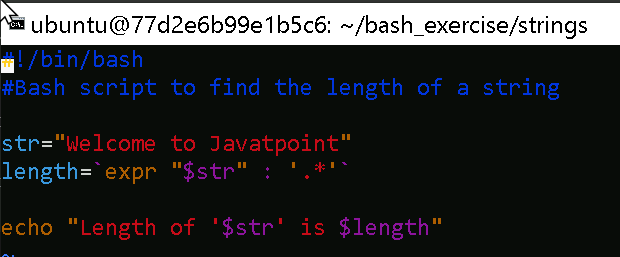 ubuntu@77d2e6b99e1b5c6: ~/bash_exercise/strings
#!/bin/bash
#Bash script to find the length of a string
str="Welcome to Javatpoint"
length=`expr "$str" : '.*'`
echo "Length of '$str' is $length"